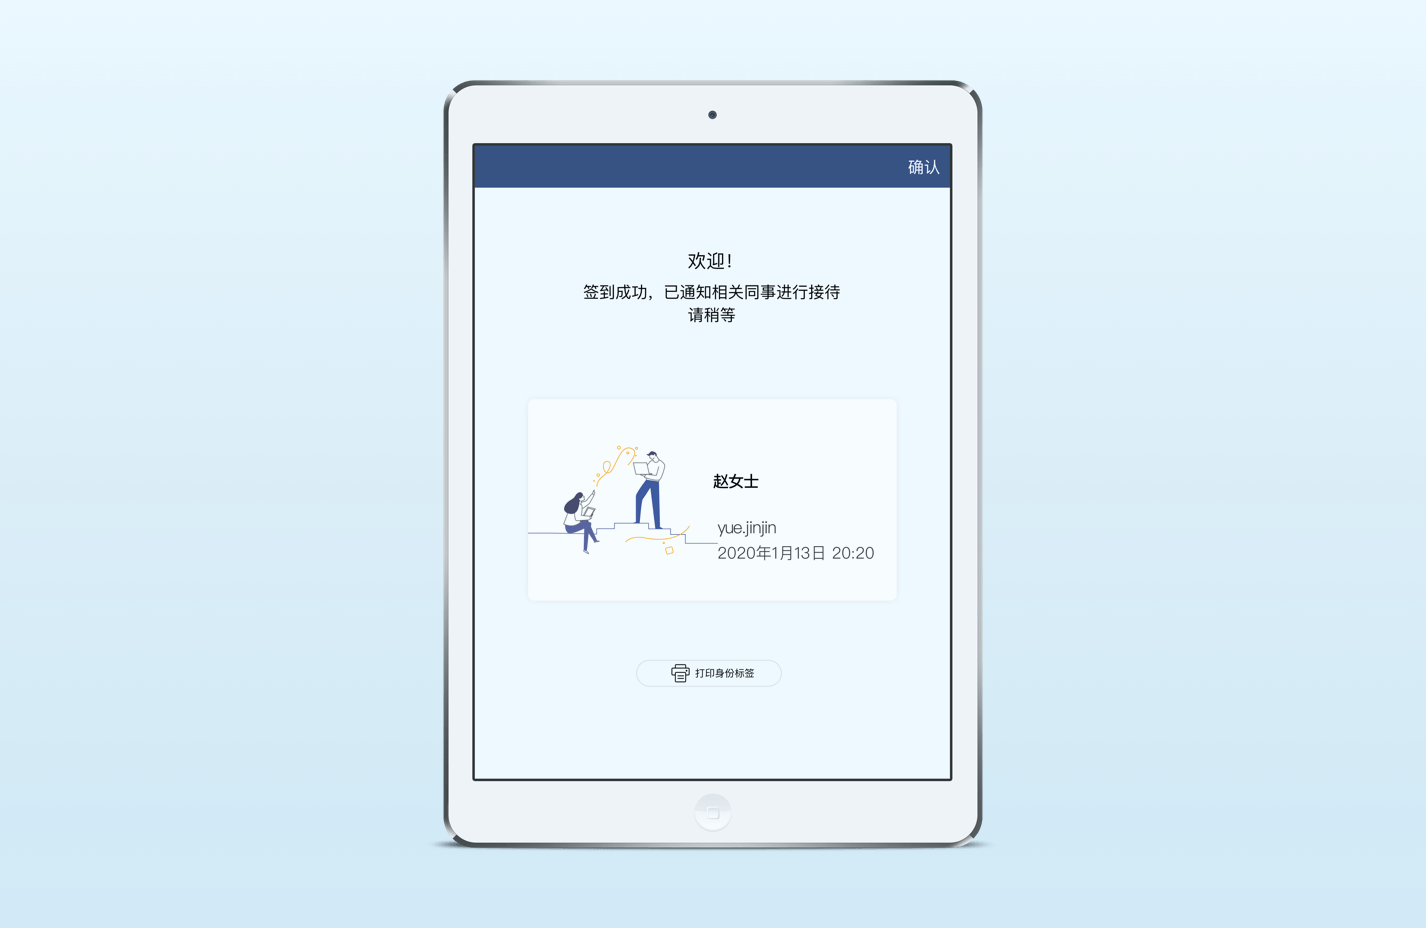 确认
欢迎！
签到成功，已通知相关同事进行接待
请稍等
赵女士
yue.jinjin
2020年1月13日 20:20
打印身份标签